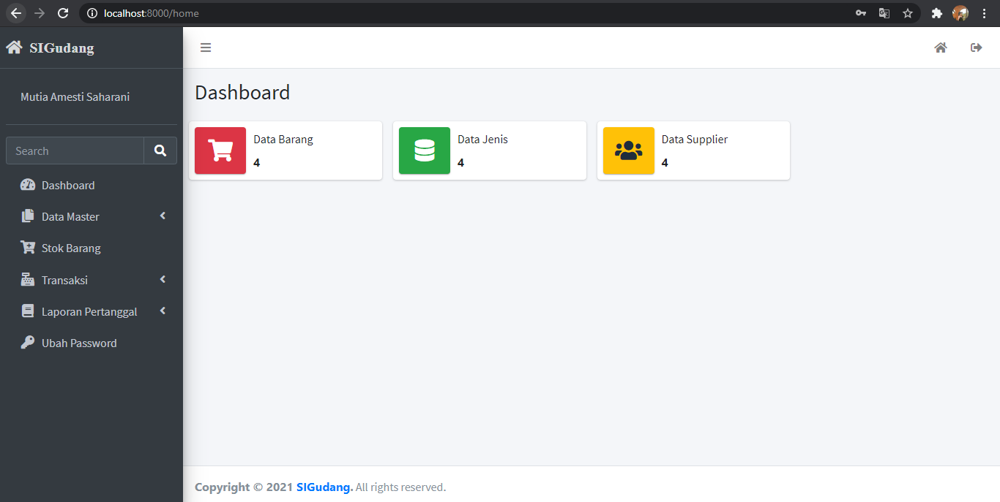 localhost:8000/home
SIGudang
Mutia Amesti Saharani
Search
Dashboard
Data Master
Stok Barang
Transaksi
Laporan Pertanggal
Ubah Password
Dashboard
Data Barang
4
Data Jenis
4
Data Supplier
4
Copyright © 2021 SIGudang. All rights reserved.